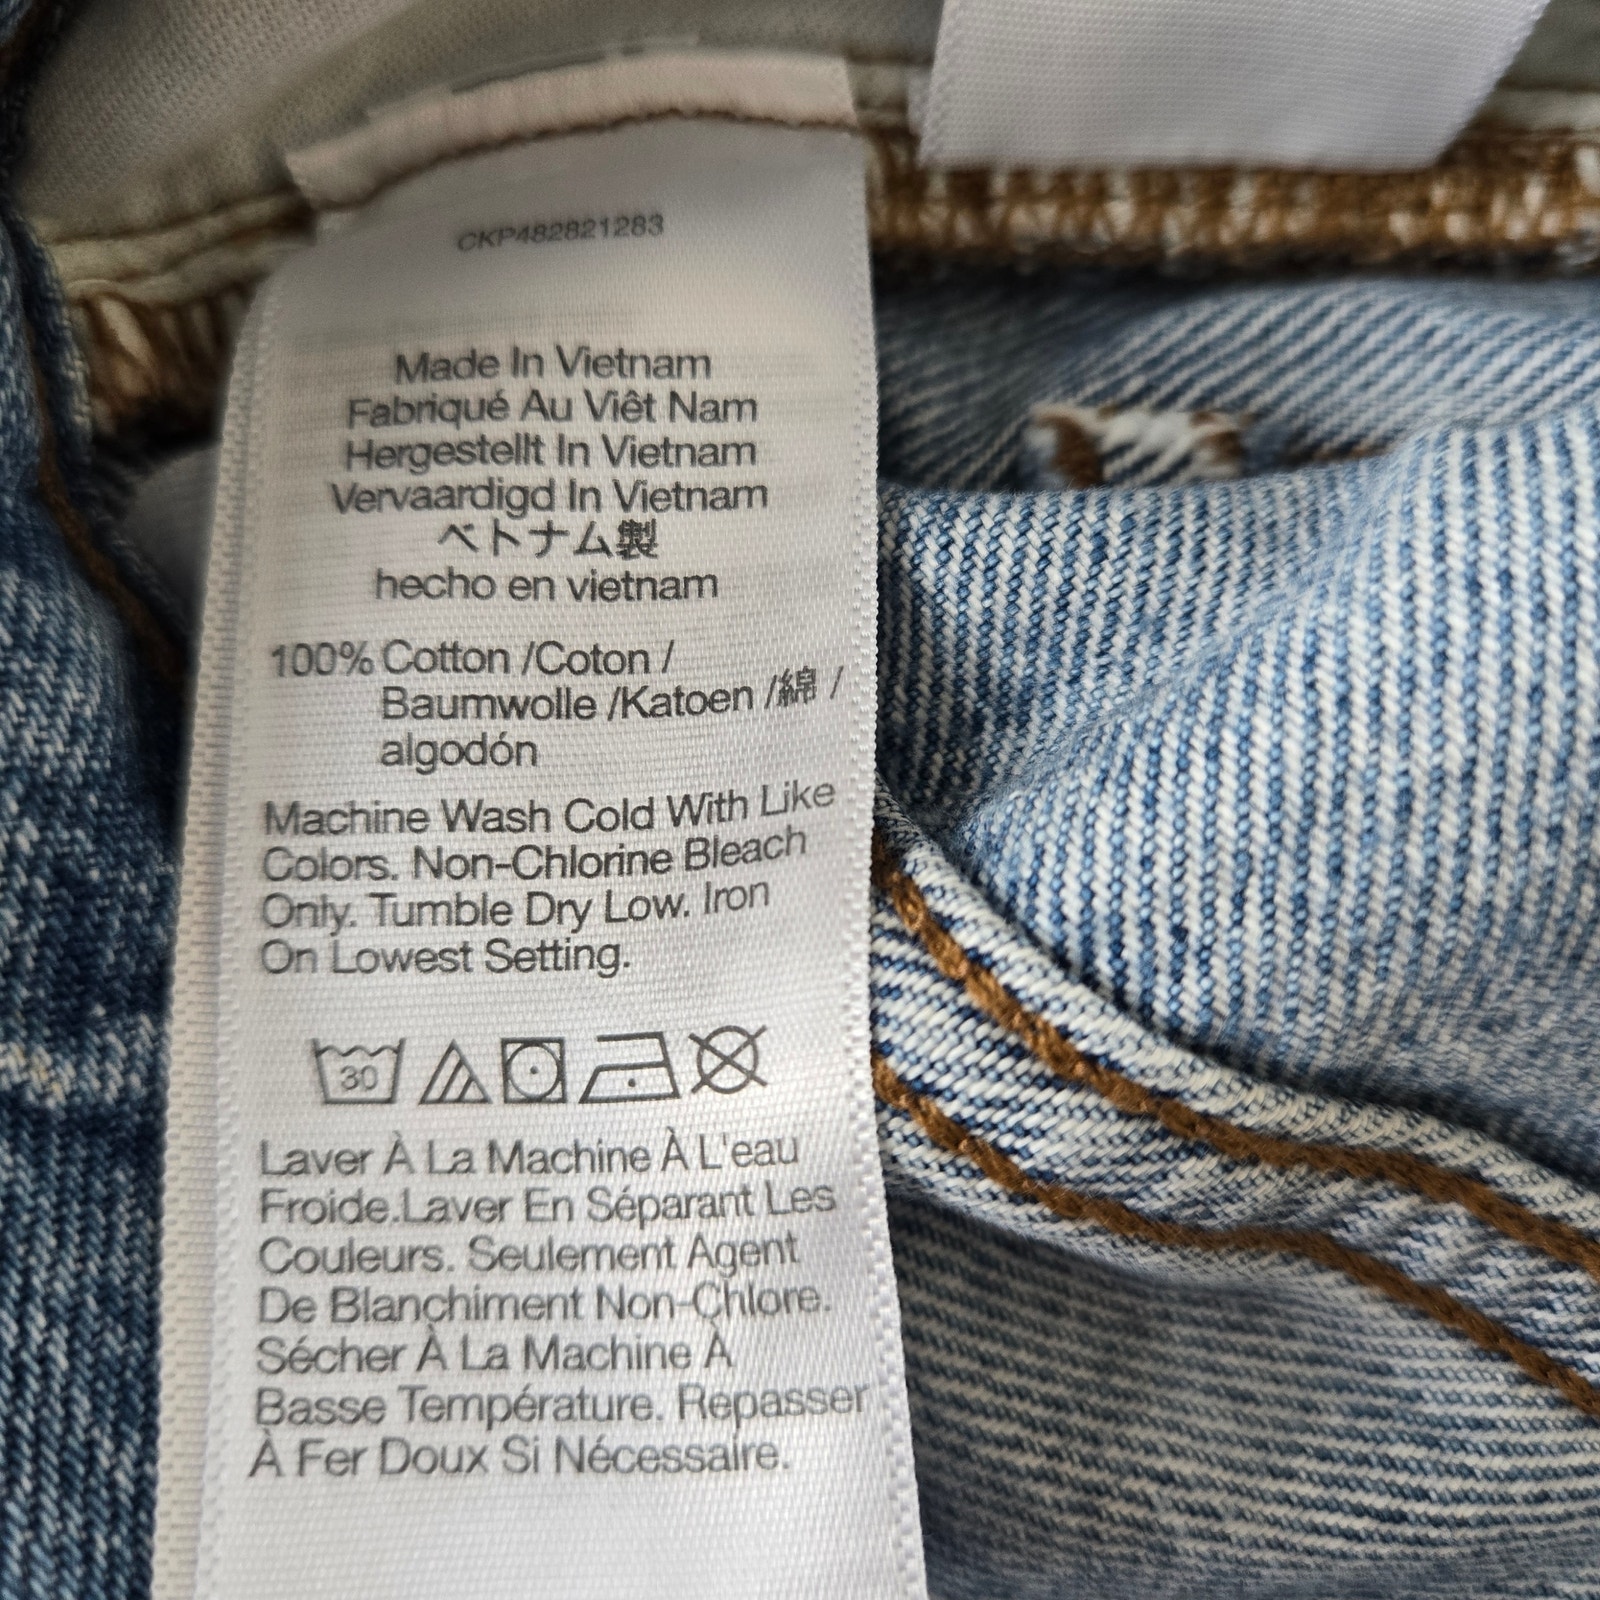 CKP482821283
Made In Vietnam
Fabriqué Au Viêt Nam
Hergestellt In Vietnam
Vervaardigd In Vietnam
ベトナム製
hecho en vietnam
100% Cotton /Coton /
Baumwolle /Katoen /綿 /
algodón
Machine Wash Cold With Like
Colors. Non-Chlorine Bleach
Only. Tumble Dry Low. Iron
On Lowest Setting.
30
Laver À La Machine À L'eau
Froide.Laver En Séparant Les
Couleurs. Seulement Agent
De Blanchiment Non-Chlore.
Sécher À La Machine À
Basse Température. Repasser
À Fer Doux Si Nécessaire.